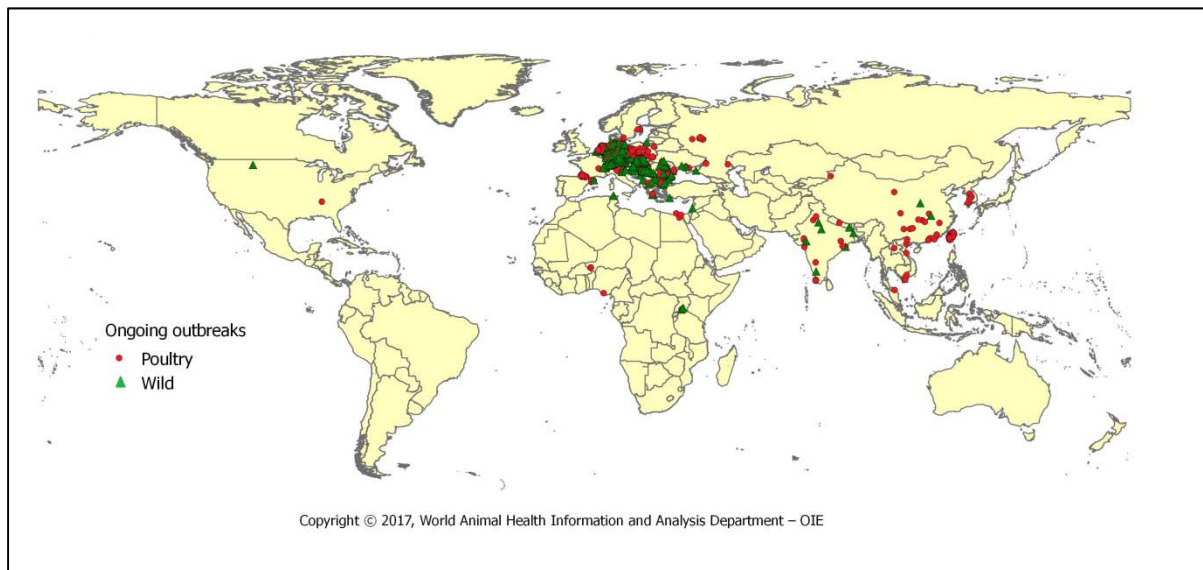 Ongoing outbreaks
Poultry
Wild
Copyright © 2017, World Animal Health Information and Analysis Department – OIE